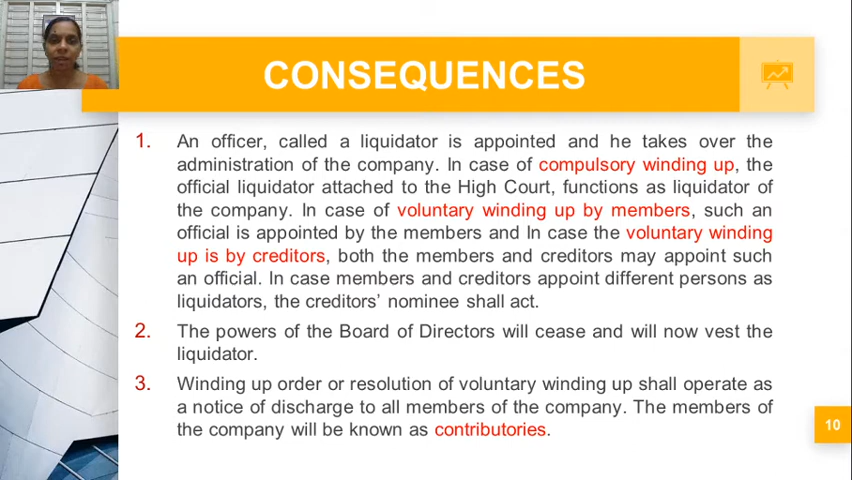 CONSEQUENCES
1. An officer, called a liquidator is appointed and he takes over the
administration of the company. In case of compulsory winding up, the
official liquidator attached to the High Court, functions as liquidator of
the company. In case of voluntary winding up by members, such an
official is appointed by the members and In case the voluntary winding
up is by creditors, both the members and creditors may appoint such
an official. In case members and creditors appoint different persons as
liquidators, the creditors' nominee shall act.
2. The powers of the Board of Directors will cease and will now vest the
liquidator.
3. Winding up order or resolution of voluntary winding up shall operate as
a notice of discharge to all members of the company. The members of
the company will be known as contributories.
10